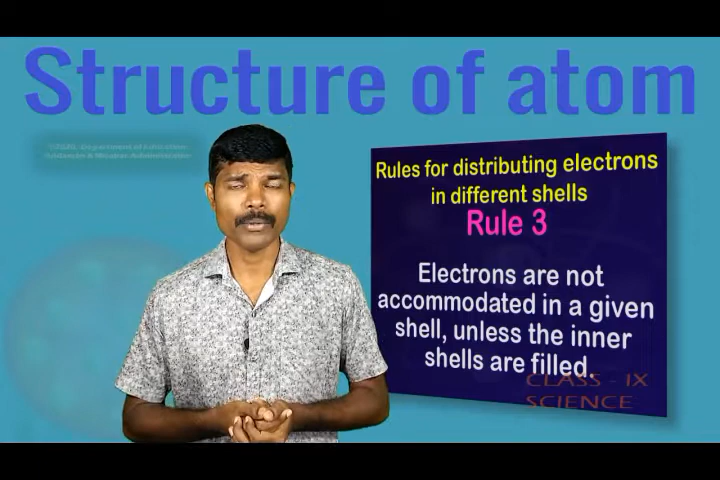 Structure of atom
Rules for distributing electrons
in different shells
Rule 3
Electrons are not
accommodated in a given
shell, unless the inner
shells are filled.
CLASS - IX
SCIENCE